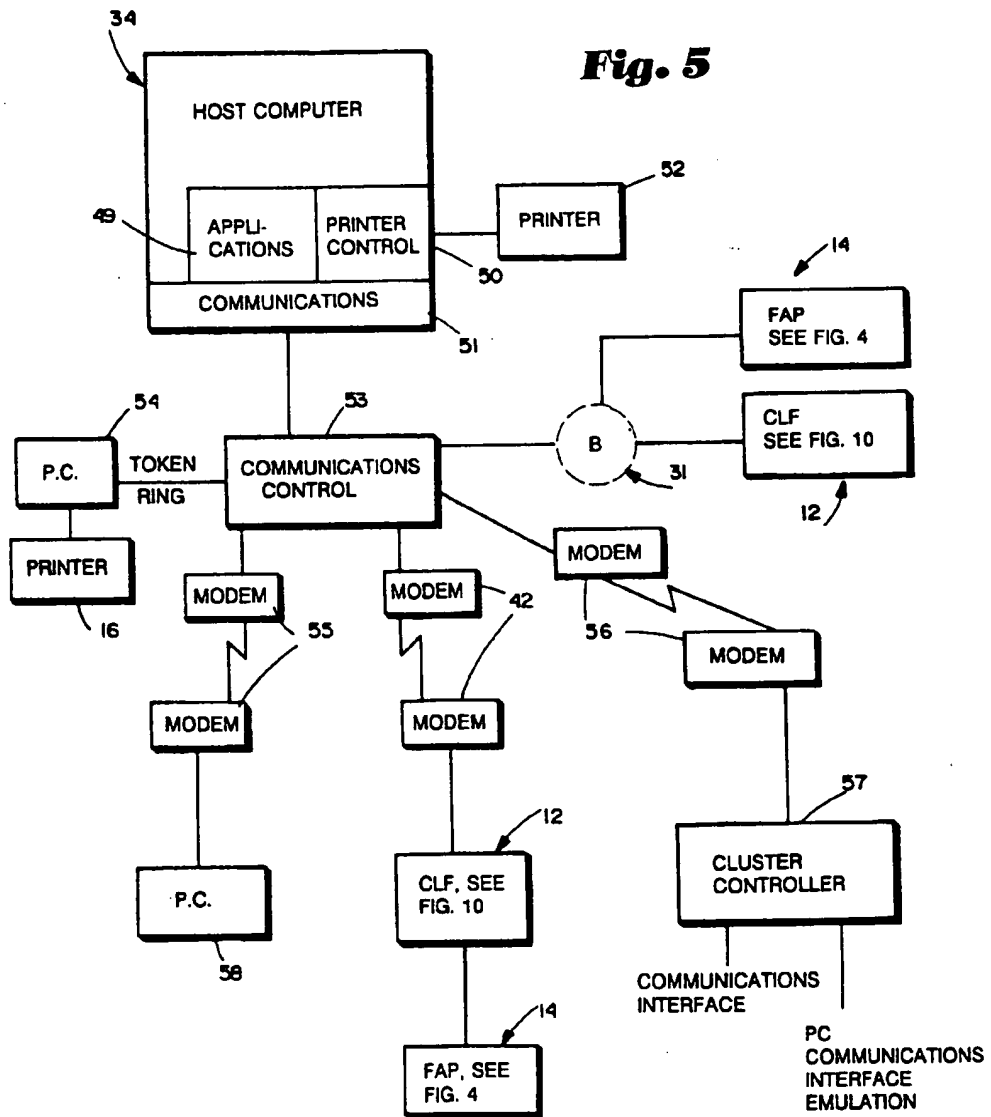 Fig. 5
34
HOST COMPUTER
52
PRINTER
49
APPLI-
CATIONS
PRINTER
CONTROL
50
COMMUNICATIONS
51
14
FAP
SEE FIG. 4
54
53
B
CLF
SEE FIG. 10
31
12
P.C.
TOKEN
RING
COMMUNICATIONS
CONTROL
PRINTER
16
MODEM
55
MODEM
42
MODEM
56
MODEM
MODEM
MODEM
57
12
CLUSTER
CONTROLLER
P.C.
58
CLF, SEE
FIG. 10
COMMUNICATIONS
INTERFACE
14
FAP, SEE
FIG. 4
PC
COMMUNICATIONS
INTERFACE
EMULATION